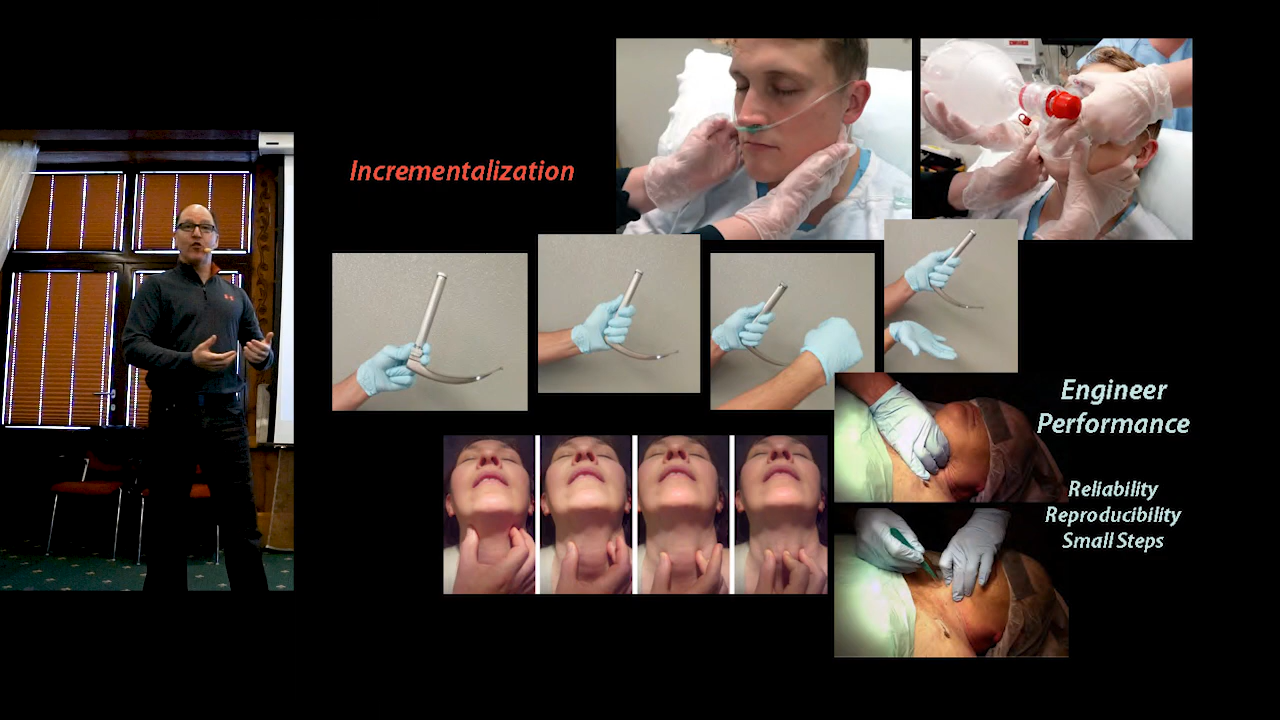 Incrementalization
Engineer
Performance
Reliability
Reproducibility
Small Steps